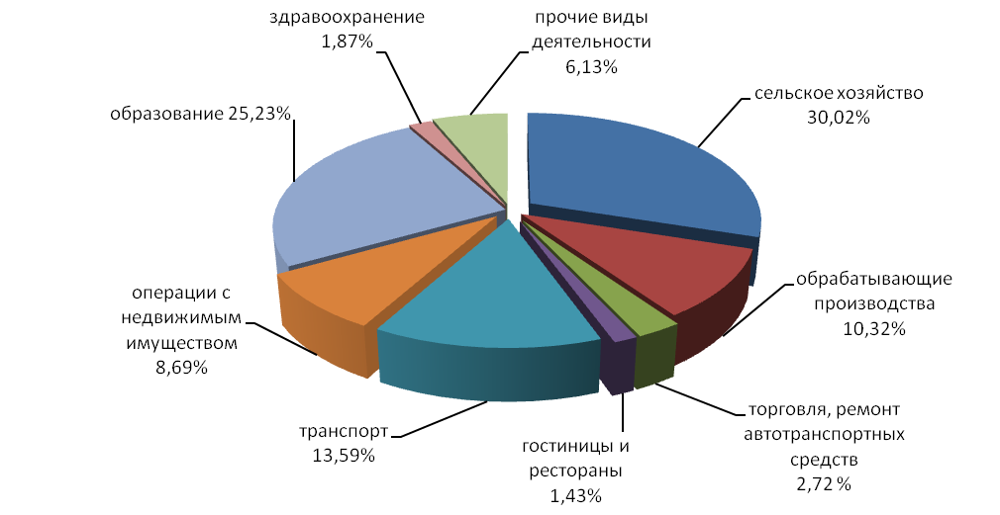 здравоохранение
1,87%
прочие виды
деятельности
6,13%
сельское хозяйство
30,02%
образование 25,23%
обрабатывающие
производства
10,32%
операции с
недвижимым
имуществом
8,69%
торговля, ремонт
автотранспортных
средств
2,72 %
транспорт
13,59%
гостиницы и
рестораны
1,43%